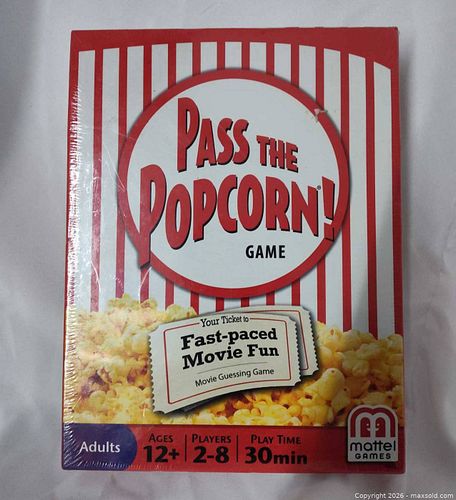 PASS THE
POPCORN!®
GAME
Your Ticket to
Fast-paced
Movie Fun
Movie Guessing Game
Adults
AGES
12+
PLAYERS
2-8
PLAY TIME
30min
mattel
GAMES
Copyright 2026 - maxsold.com